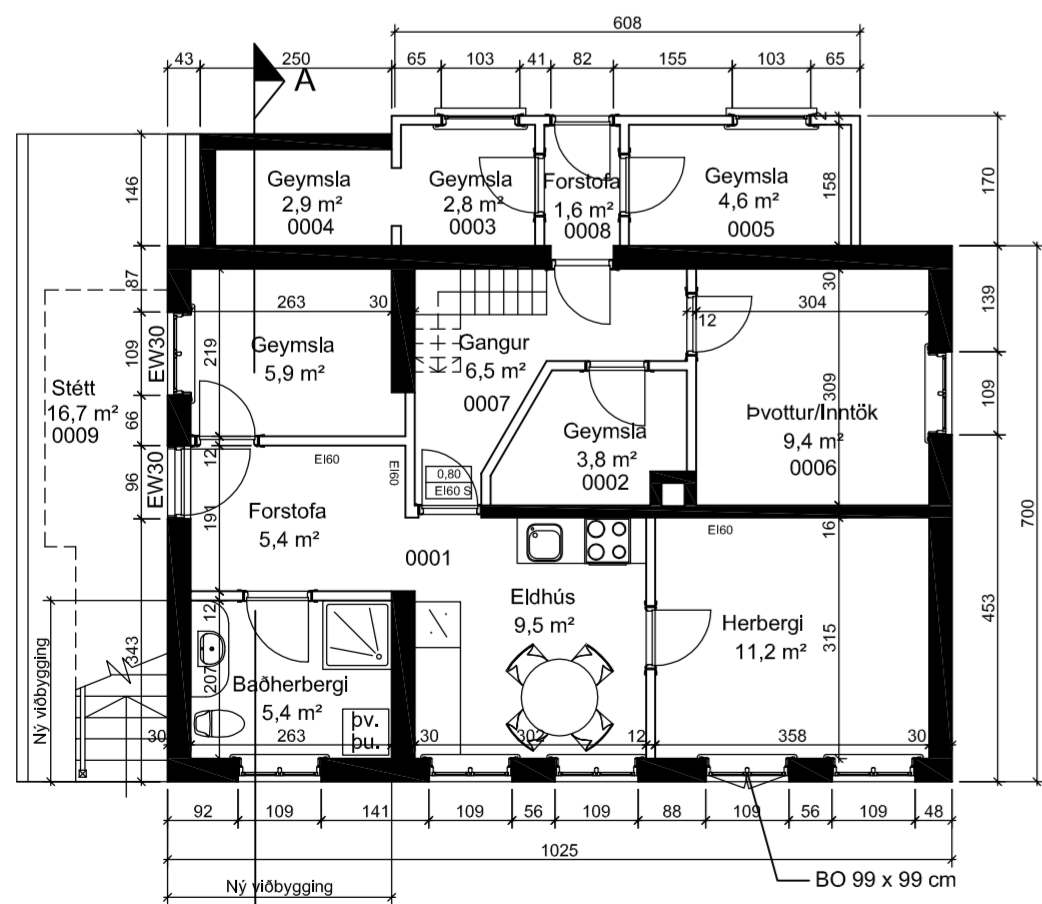 608
43 250 65 103 41 82 155 103 65
A
146
Geymsla
2,9 m²
0004
Geymsla
2,8 m²
0003
Forstofa
1,6 m²
0008
Geymsla
4,6 m²
0005
2
158
170
87
263 30
30
304
139
109
EW30
219
Geymsla
5,9 m²
Gangur
6,5 m²
0007
12
309
109
Stétt
16,7 m²
0009
66
Geymsla
3,8 m²
0002
Þvottur/Inntök
9,4 m²
0006
12
EI60
EI60
0,80
EI60 S
96
EW30
191
Forstofa
5,4 m²
16
EI60
700
0001
Eldhús
9,5 m²
Herbergi
11,2 m²
315
453
Ný viðbygging
343
12
207
Baðherbergi
5,4 m²
þv.
þu.
30 263 30 302 12 358 30
92 109 141 109 56 109 88 109 56 109 48
1025
Ný viðbygging
BO 99 x 99 cm